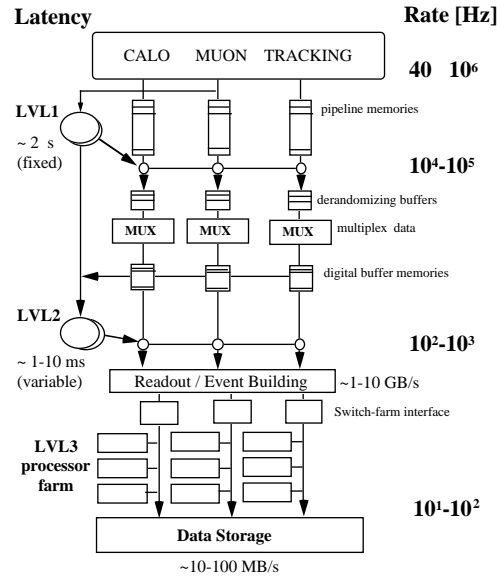 Latency Rate [Hz]
CALO MUON TRACKING
40 10⁶
LVL1
pipeline memories
~ 2 s
(fixed)
10⁴-10⁵
derandomizing buffers
MUX MUX MUX
multiplex data
digital buffer memories
LVL2
10²-10³
~ 1-10 ms
(variable)
Readout / Event Building
~1-10 GB/s
Switch-farm interface
LVL3
processor
farm
10¹-10²
Data Storage
~10-100 MB/s